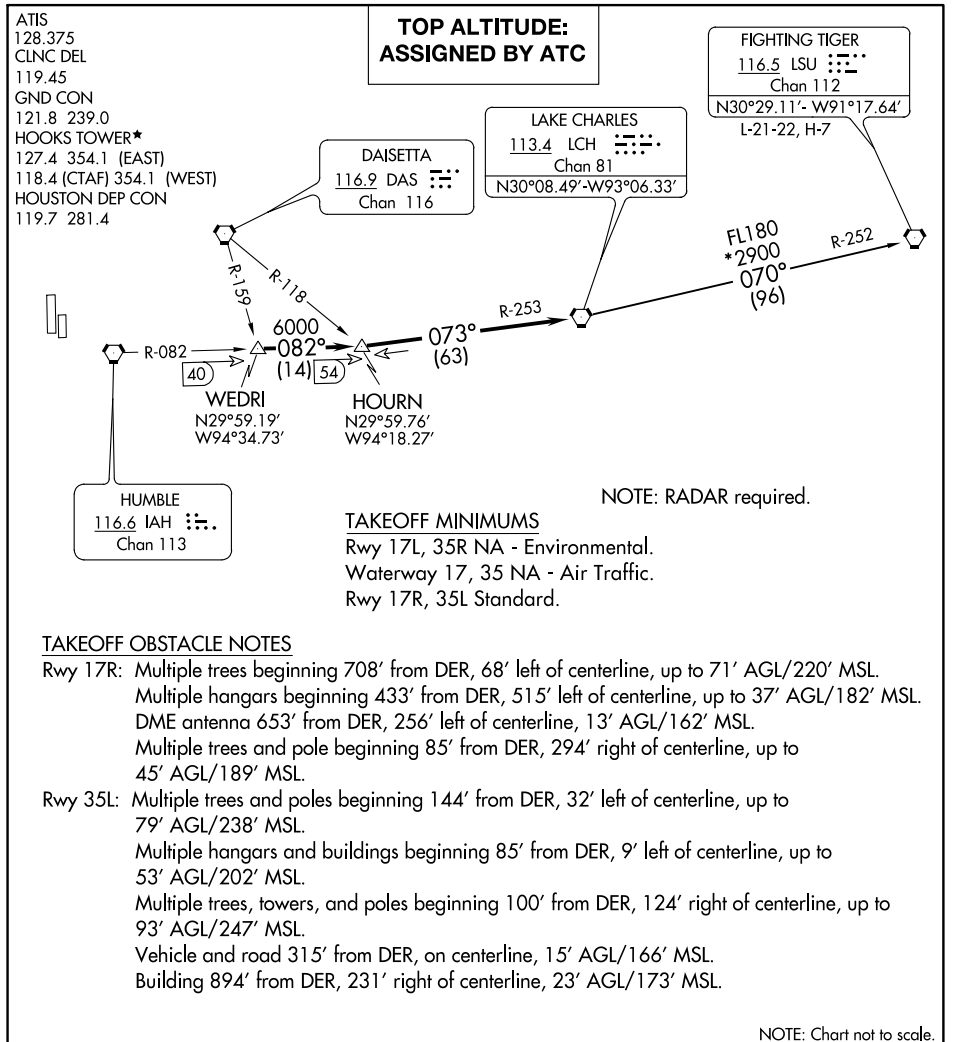 ATIS
128.375
CLNC DEL
119.45
GND CON
121.8 239.0
HOOKS TOWER★
127.4 354.1 (EAST)
118.4 (CTAF) 354.1 (WEST)
HOUSTON DEP CON
119.7 281.4
TOP ALTITUDE:
ASSIGNED BY ATC
FIGHTING TIGER
116.5 LSU
Chan 112
N30°29.11′- W91°17.64′
L-21-22, H-7
LAKE CHARLES
113.4 LCH
Chan 81
N30°08.49′-W93°06.33′
DAISETTA
116.9 DAS
Chan 116
R-159
R-118
R-082
40
6000
082°
(14)
54
R-253
073°
(63)
FL180
*2900
070°
(96)
R-252
WEDRI
N29°59.19′
W94°34.73′
HOURN
N29°59.76′
W94°18.27′
HUMBLE
116.6 IAH
Chan 113
NOTE: RADAR required.
TAKEOFF MINIMUMS
Rwy 17L, 35R NA - Environmental.
Waterway 17, 35 NA - Air Traffic.
Rwy 17R, 35L Standard.
TAKEOFF OBSTACLE NOTES
Rwy 17R: Multiple trees beginning 708′ from DER, 68′ left of centerline, up to 71′ AGL/220′ MSL.
Multiple hangars beginning 433′ from DER, 515′ left of centerline, up to 37′ AGL/182′ MSL.
DME antenna 653′ from DER, 256′ left of centerline, 13′ AGL/162′ MSL.
Multiple trees and pole beginning 85′ from DER, 294′ right of centerline, up to
45′ AGL/189′ MSL.
Rwy 35L: Multiple trees and poles beginning 144′ from DER, 32′ left of centerline, up to
79′ AGL/238′ MSL.
Multiple hangars and buildings beginning 85′ from DER, 9′ left of centerline, up to
53′ AGL/202′ MSL.
Multiple trees, towers, and poles beginning 100′ from DER, 124′ right of centerline, up to
93′ AGL/247′ MSL.
Vehicle and road 315′ from DER, on centerline, 15′ AGL/166′ MSL.
Building 894′ from DER, 231′ right of centerline, 23′ AGL/173′ MSL.
NOTE: Chart not to scale.